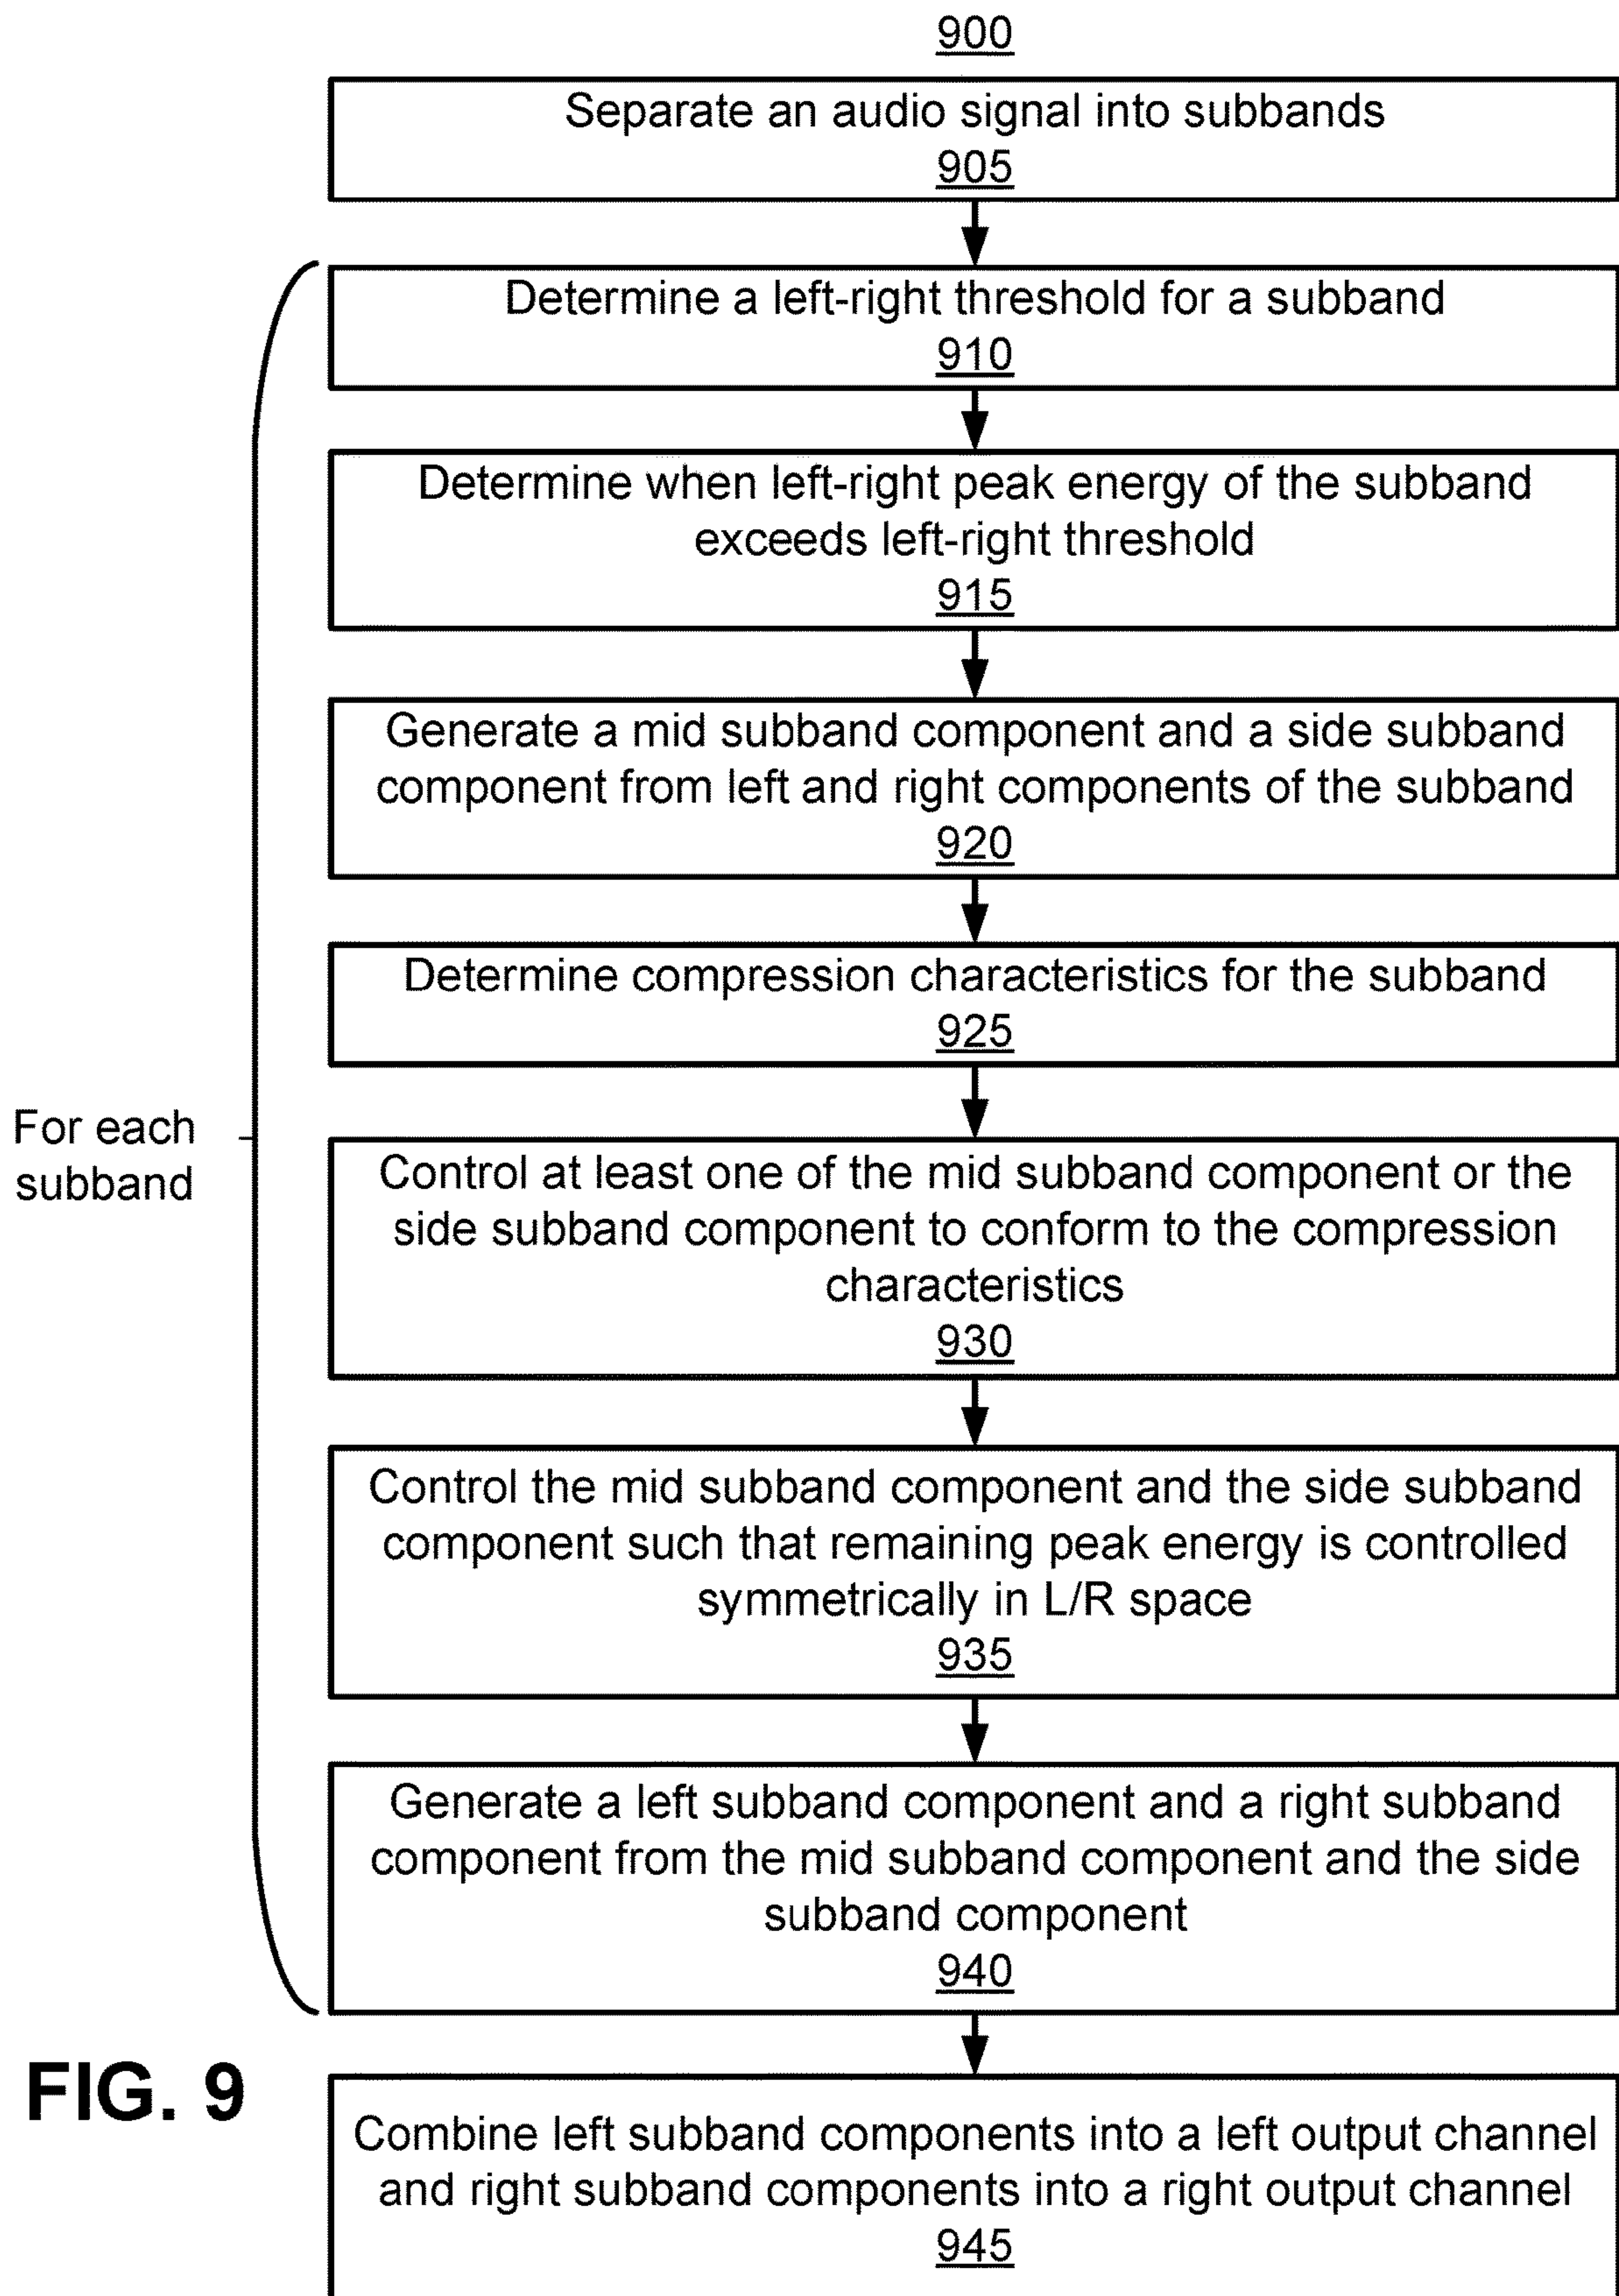 900
Separate an audio signal into subbands
905
Determine a left-right threshold for a subband
910
Determine when left-right peak energy of the subband
exceeds left-right threshold
915
Generate a mid subband component and a side subband
component from left and right components of the subband
920
Determine compression characteristics for the subband
925
For each
subband
Control at least one of the mid subband component or the
side subband component to conform to the compression
characteristics
930
Control the mid subband component and the side subband
component such that remaining peak energy is controlled
symmetrically in L/R space
935
Generate a left subband component and a right subband
component from the mid subband component and the side
subband component
940
FIG. 9
Combine left subband components into a left output channel
and right subband components into a right output channel
945